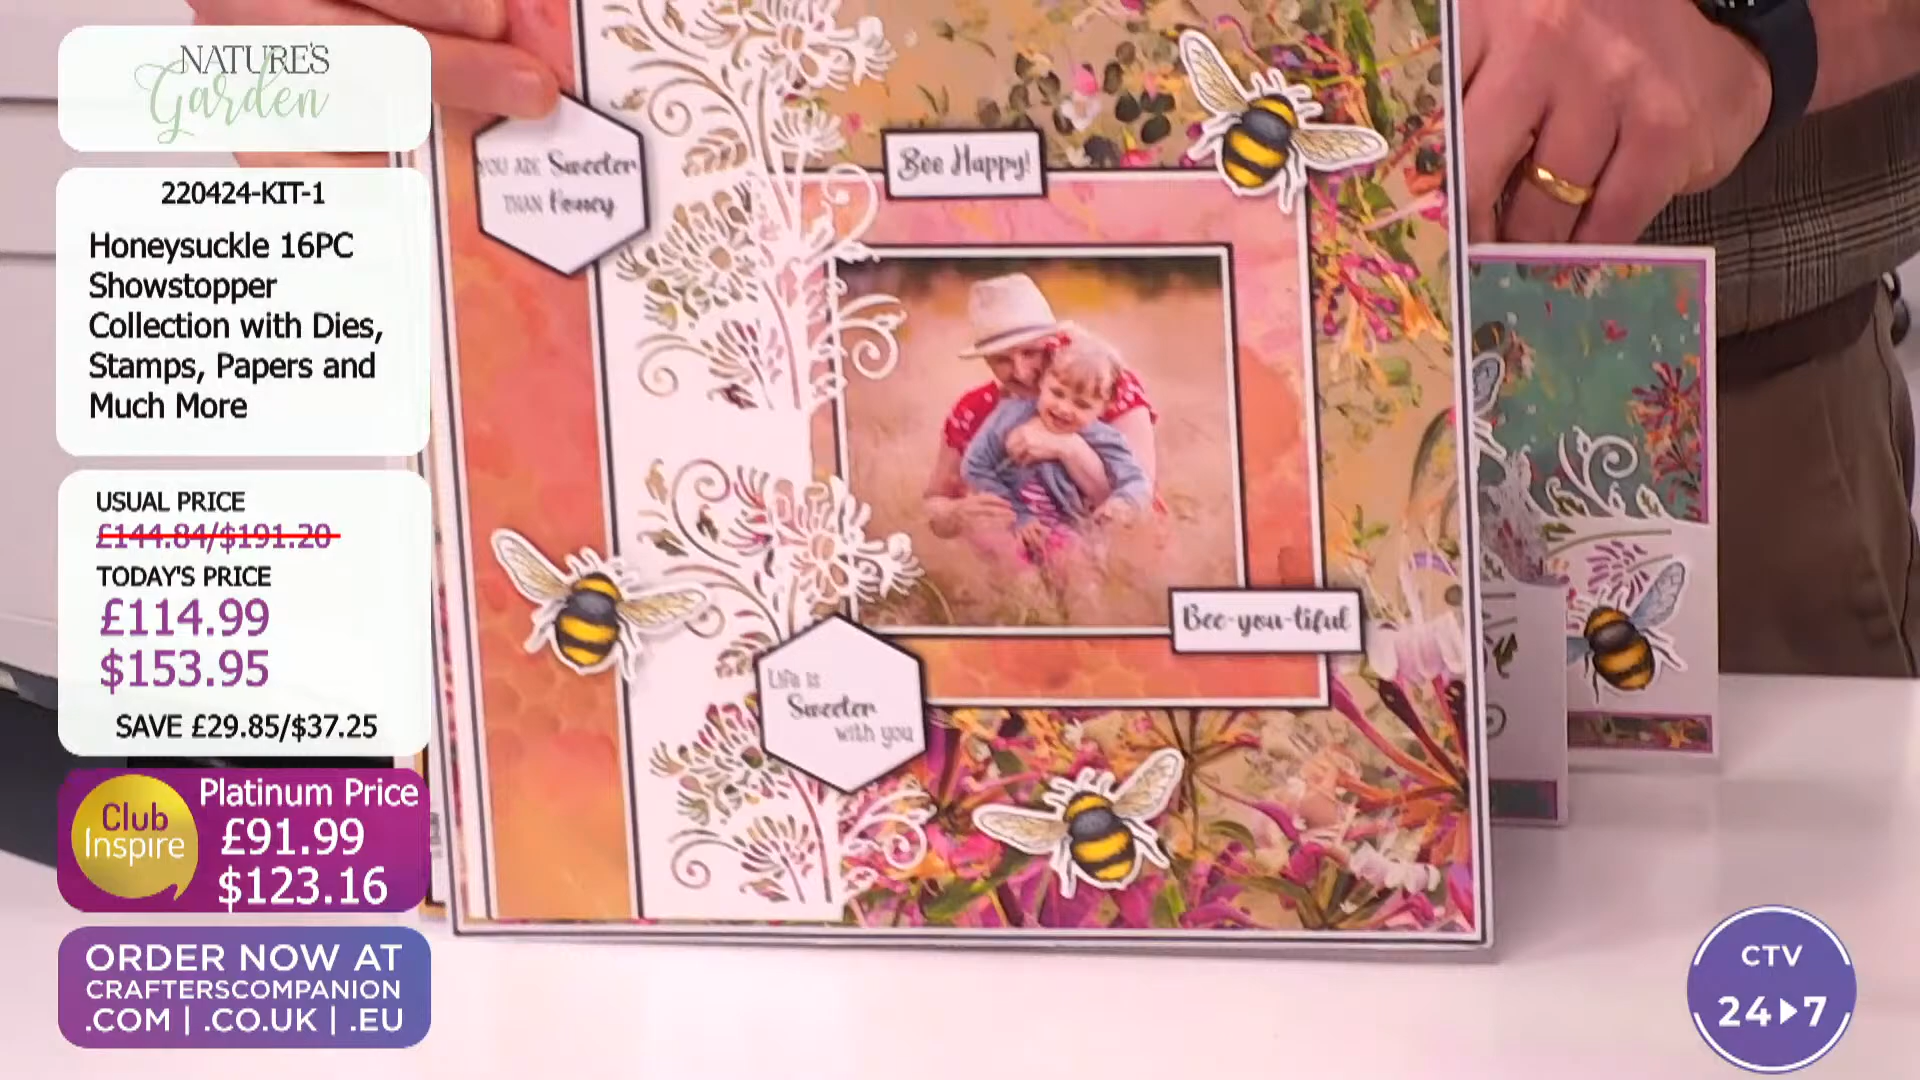 NATURE'S
Garden
220424-KIT-1
Honeysuckle 16PC
Showstopper
Collection with Dies,
Stamps, Papers and
Much More
USUAL PRICE
£144.84/$191.20
TODAY'S PRICE
£114.99
$153.95
SAVE £29.85/$37.25
Club
Inspire
Platinum Price
£91.99
$123.16
ORDER NOW AT
CRAFTERSCOMPANION
.COM | .CO.UK | .EU
YOU ARE Sweeter
THAN Honey
Bee Happy!
Bee-you-tiful
Life is
Sweeter
with you
CTV
24▶7